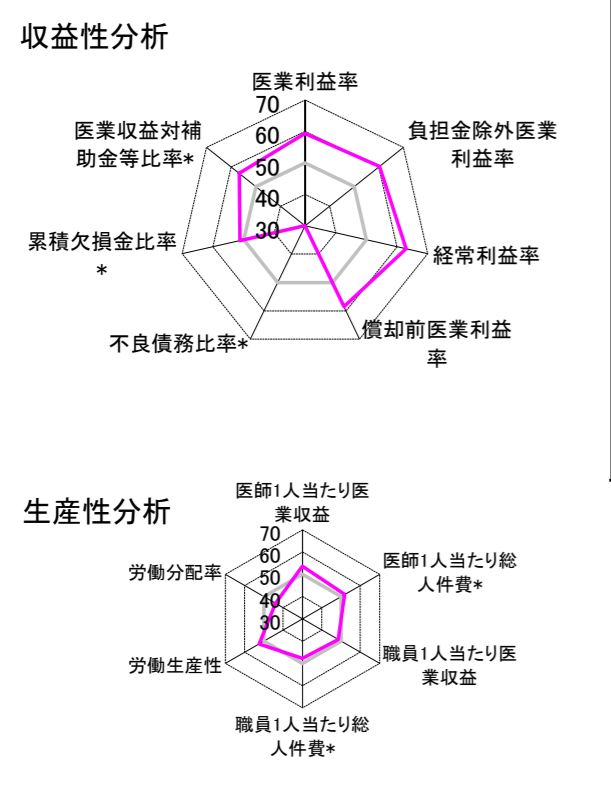 収益性分析
医業利益率
70
60
50
40
30
負担金除外医業
利益率
経常利益率
償却前医業利益
率
不良債務比率*
累積欠損金比率
*
医業収益対補
助金等比率*
生産性分析
医師1人当たり医
業収益
70
60
50
40
30
医師1人当たり総
人件費*
職員1人当たり医
業収益
職員1人当たり総
人件費*
労働生産性
労働分配率